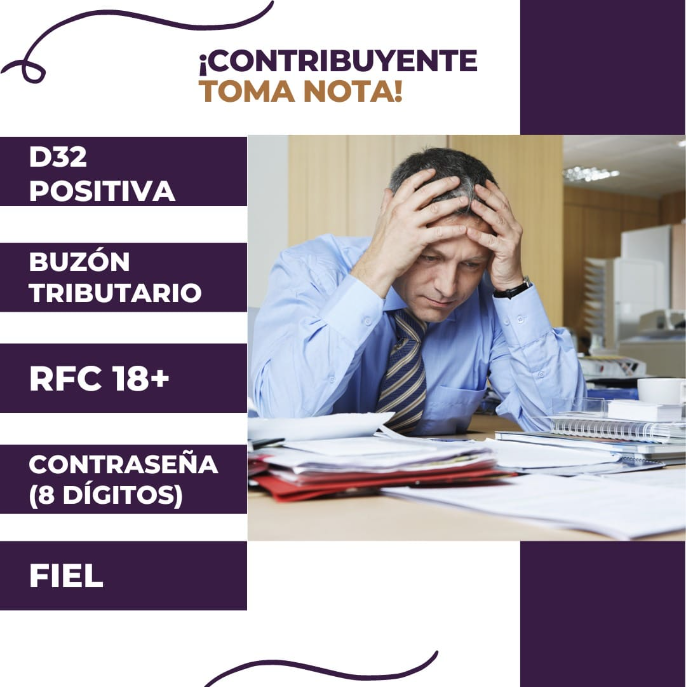 ¡CONTRIBUYENTE
TOMA NOTA!
D32
POSITIVA
BUZÓN
TRIBUTARIO
RFC 18+
CONTRASEÑA
(8 DÍGITOS)
FIEL